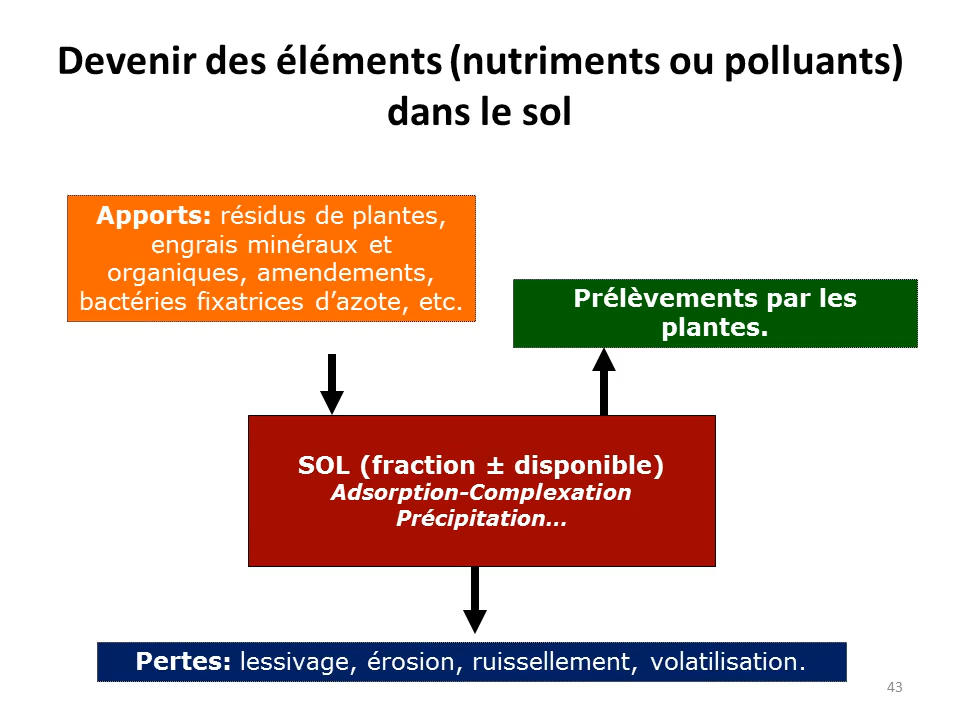 Devenir des éléments (nutriments ou polluants)
dans le sol
Apports: résidus de plantes,
engrais minéraux et
organiques, amendements,
bactéries fixatrices d’azote, etc.
Prélèvements par les
plantes.
SOL (fraction ± disponible)
Adsorption-Complexation
Précipitation…
Pertes: lessivage, érosion, ruissellement, volatilisation.
43